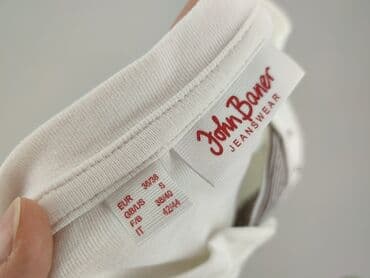 John Baner
JEANSWEAR
EUR 36/38
GB/US S
F/B 38/40
IT 42/44